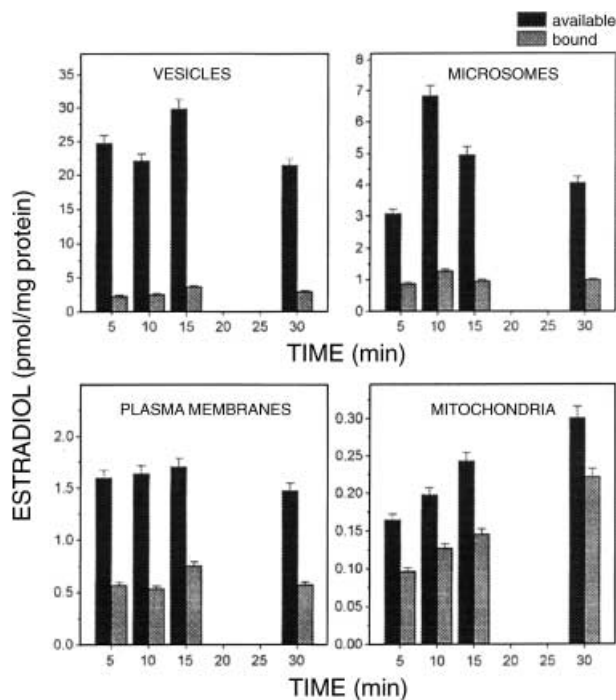 available
bound
VESICLES
35
30
25
20
15
10
5
0
5 10 15 20 25 30
TIME (min)
MICROSOMES
8
7
6
5
4
3
2
1
0
5 10 15 20 25 30
TIME (min)
ESTRADIOL (pmol/mg protein)
PLASMA MEMBRANES
2.0
1.5
1.0
0.5
0.0
5 10 15 20 25 30
TIME (min)
MITOCHONDRIA
0.30
0.25
0.20
0.15
0.10
0.05
0.00
5 10 15 20 25 30
TIME (min)